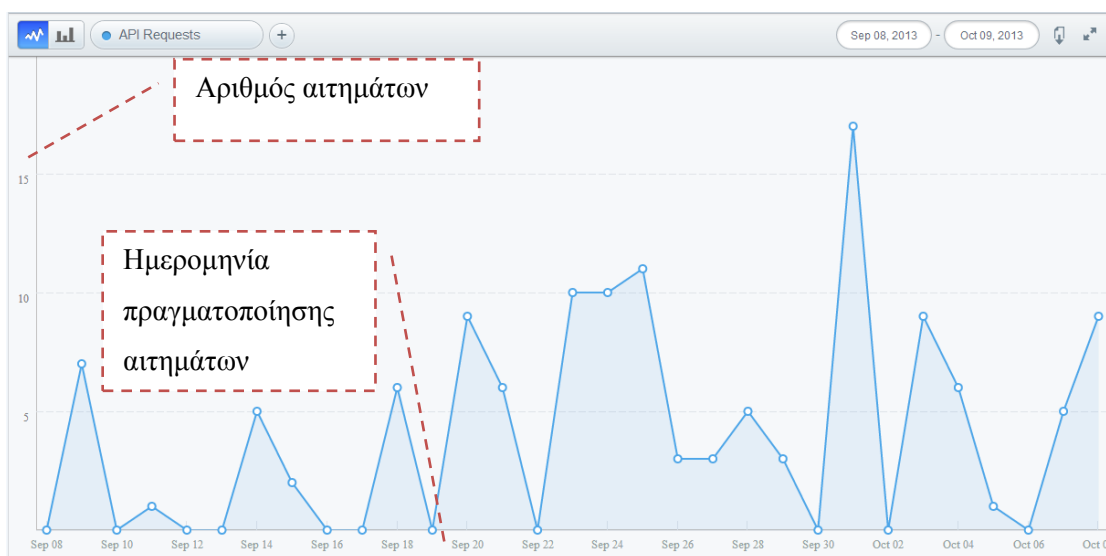 API Requests
+
Sep 08, 2013 - Oct 09, 2013
Αριθμός αιτημάτων
15
Ημερομηνία
πραγματοποίησης
αιτημάτων
10
5
Sep 08 Sep 10 Sep 12 Sep 14 Sep 16 Sep 18 Sep 20 Sep 22 Sep 24 Sep 26 Sep 28 Sep 30 Oct 02 Oct 04 Oct 06 Oct